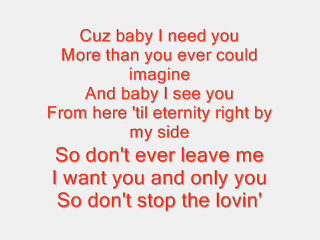 Cuz baby I need you
More than you ever could
imagine
And baby I see you
From here 'til eternity right by
my side
So don't ever leave me
I want you and only you
So don't stop the lovin'